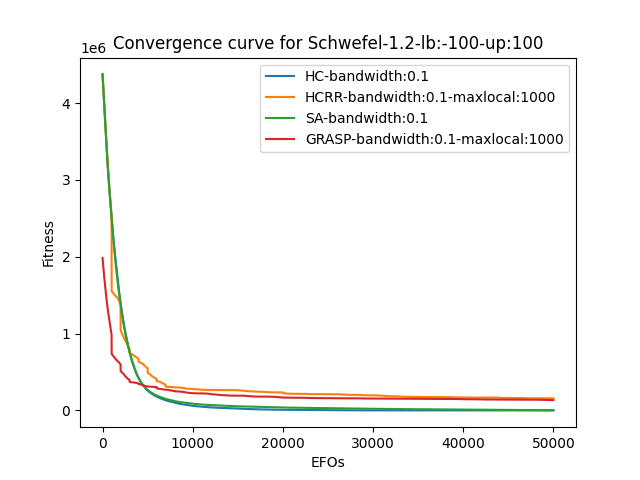 Convergence curve for Schwefel-1.2-lb:-100-up:100
1e6
HC-bandwidth:0.1
HCRR-bandwidth:0.1-maxlocal:1000
SA-bandwidth:0.1
GRASP-bandwidth:0.1-maxlocal:1000
Fitness
4
3
2
1
0
0 10000 20000 30000 40000 50000
EFOs